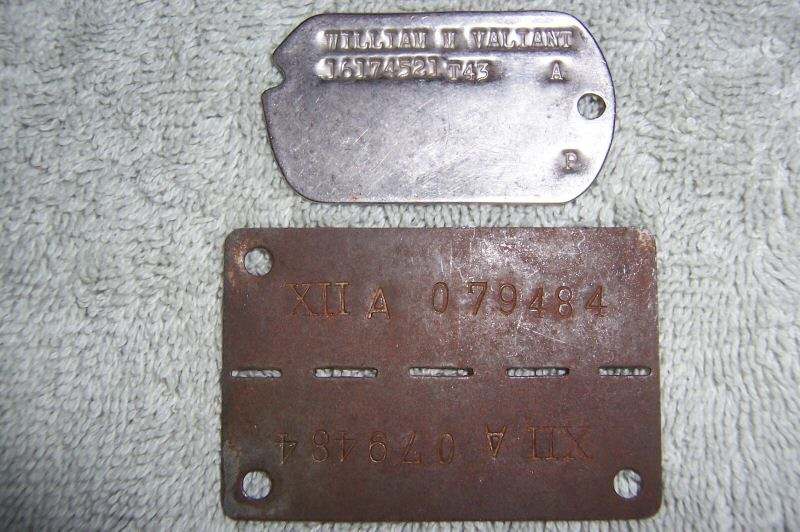 WILLIAM M VALIANT
16174521 T43 A
P
XII A 079484
XII A 079484